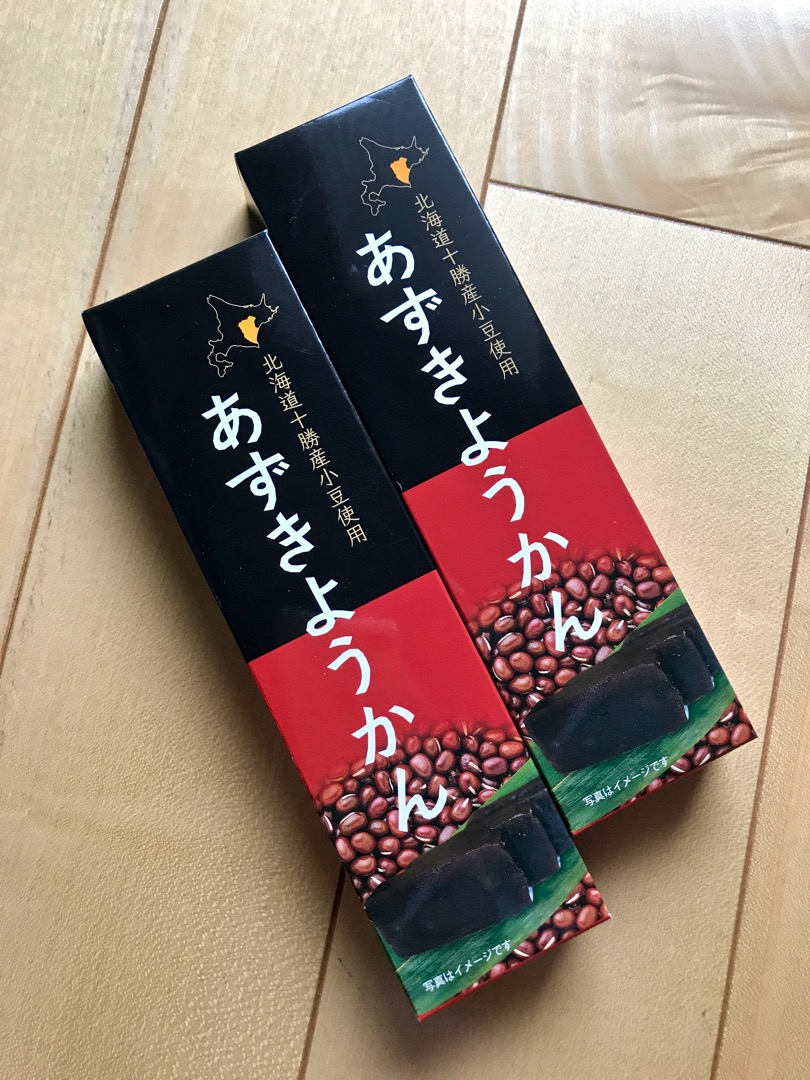 北海道十勝産小豆使用
あずきようかん
写真はイメージです
北海道十勝産小豆使用
あずきようかん
写真はイメージです